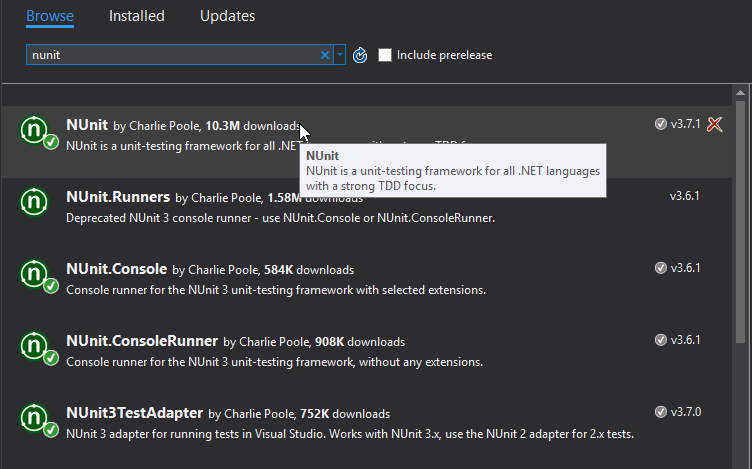 Browse Installed Updates
nunit
Include prerelease
NUnit by Charlie Poole, 10.3M downloads v3.7.1
NUnit is a unit-testing framework for all .NET
NUnit
NUnit is a unit-testing framework for all .NET languages
with a strong TDD focus.
NUnit.Runners by Charlie Poole, 1.58M downloads v3.6.1
Deprecated NUnit 3 console runner - use NUnit.Console or NUnit.ConsoleRunner.
NUnit.Console by Charlie Poole, 584K downloads v3.6.1
Console runner for the NUnit 3 unit-testing framework with selected extensions.
NUnit.ConsoleRunner by Charlie Poole, 908K downloads v3.6.1
Console runner for the NUnit 3 unit-testing framework, without any extensions.
NUnit3TestAdapter by Charlie Poole, 752K downloads v3.7.0
NUnit 3 adapter for running tests in Visual Studio. Works with NUnit 3.x, use the NUnit 2 adapter for 2.x tests.